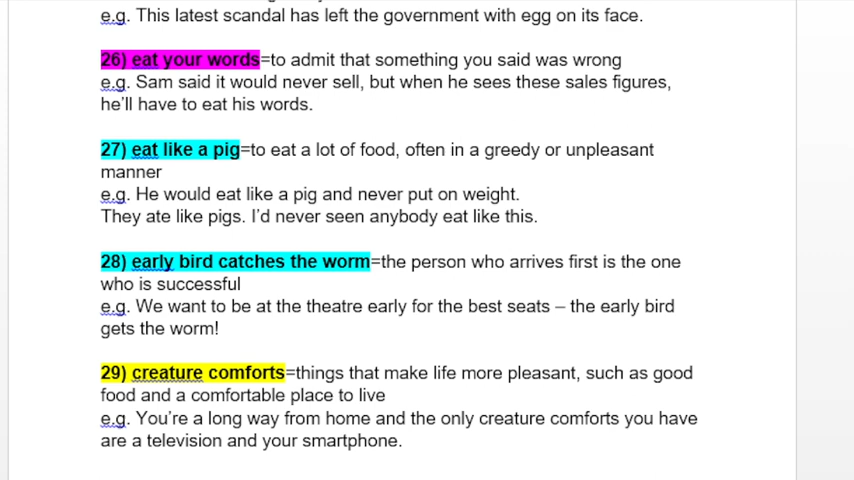 e.g. This latest scandal has left the government with egg on its face.
26) eat your words=to admit that something you said was wrong
e.g. Sam said it would never sell, but when he sees these sales figures,
he'll have to eat his words.
27) eat like a pig=to eat a lot of food, often in a greedy or unpleasant
manner
e.g. He would eat like a pig and never put on weight.
They ate like pigs. I'd never seen anybody eat like this.
28) early bird catches the worm=the person who arrives first is the one
who is successful
e.g. We want to be at the theatre early for the best seats – the early bird
gets the worm!
29) creature comforts=things that make life more pleasant, such as good
food and a comfortable place to live
e.g. You're a long way from home and the only creature comforts you have
are a television and your smartphone.